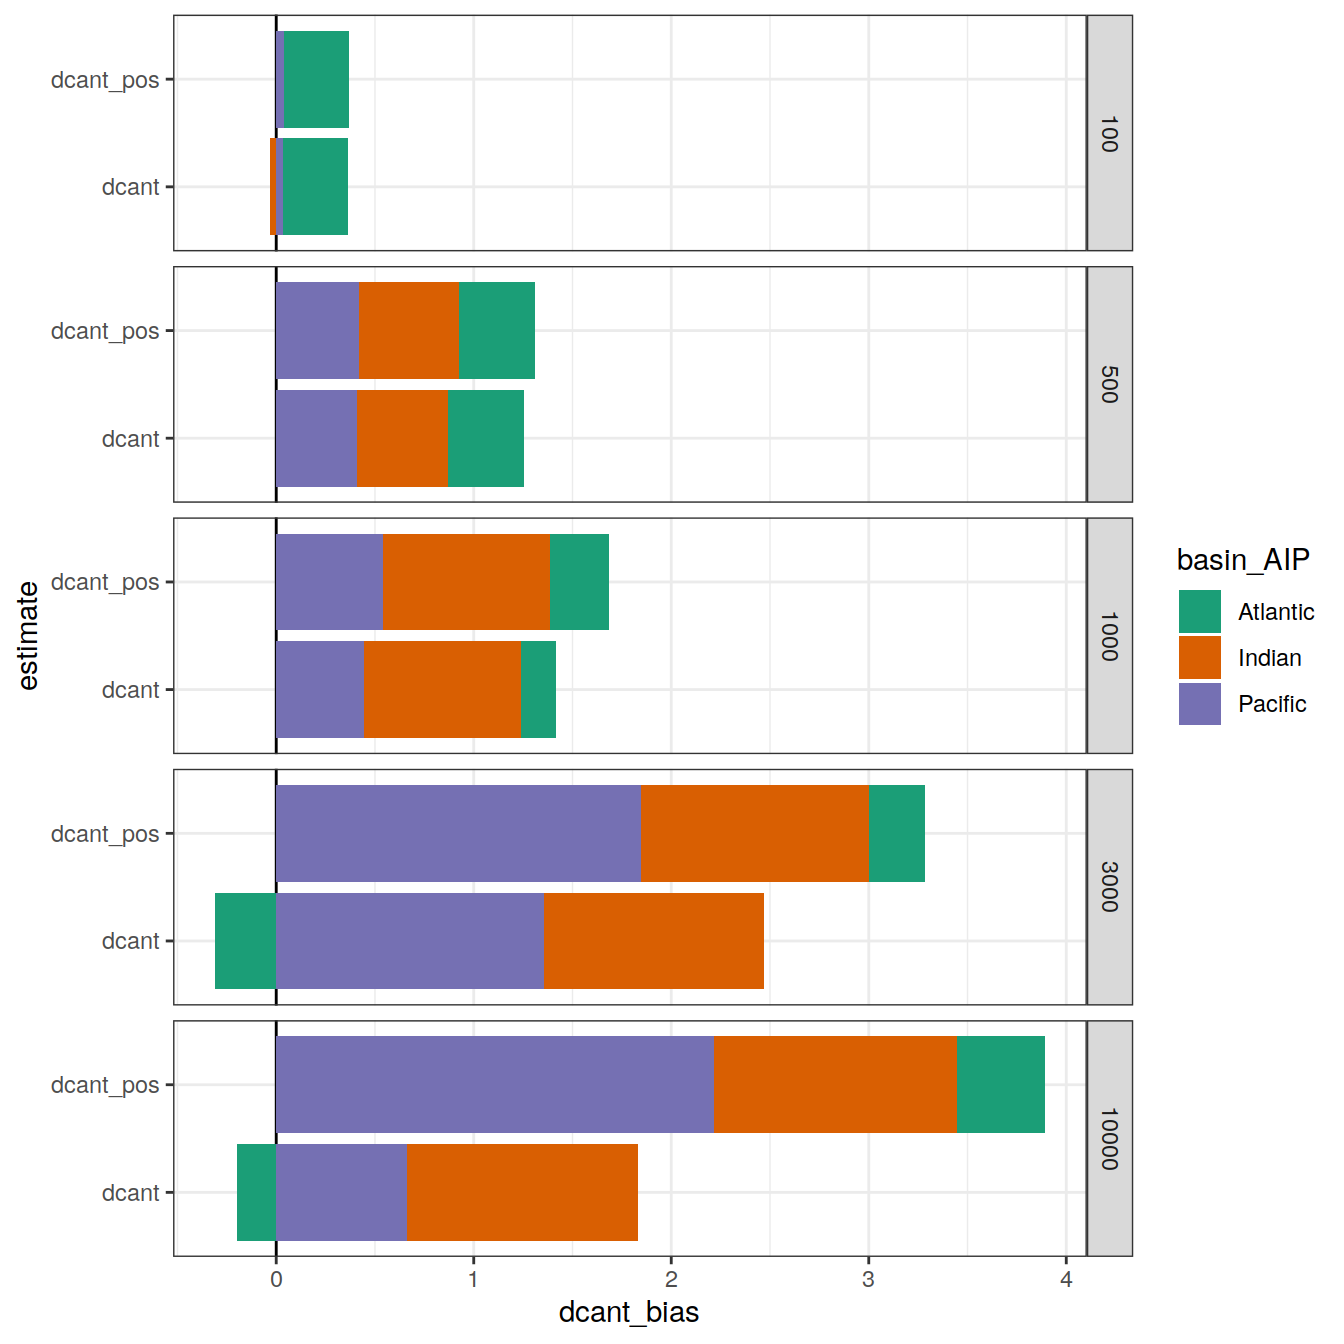 dcant_pos
dcant
100
dcant_pos
dcant
500
dcant_pos
dcant
1000
dcant_pos
dcant
3000
dcant_pos
dcant
10000
0 1 2 3 4
dcant_bias
estimate
basin_AIP
Atlantic
Indian
Pacific